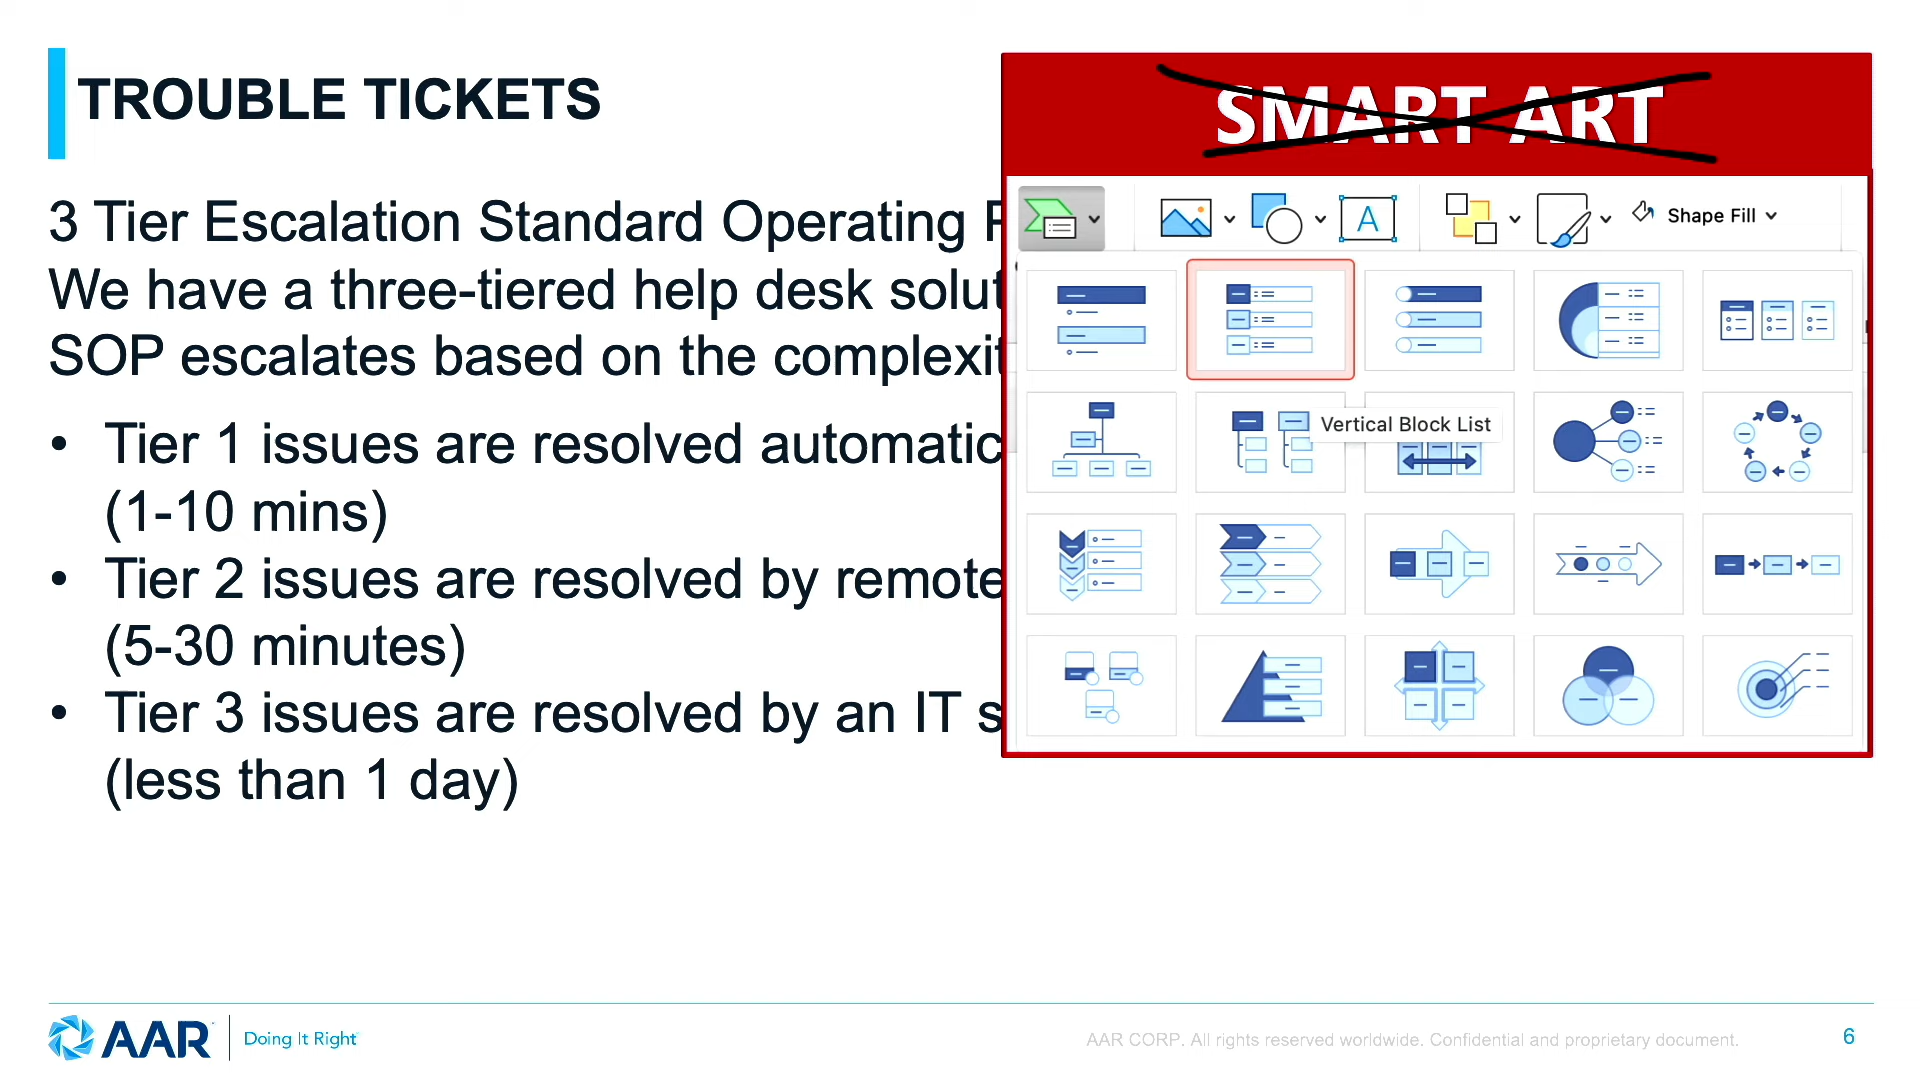 TROUBLE TICKETS
SMART ART
3 Tier Escalation Standard Operating
We have a three-tiered help desk
SOP escalates based on the
• Tier 1 issues are resolved
(1-10 mins)
• Tier 2 issues are resolved by remote
(5-30 minutes)
• Tier 3 issues are resolved by an IT
(less than 1 day)
A
Shape Fill
Vertical Block List
AAR
Doing It Right
AAR CORP. All rights reserved worldwide. Confidential and proprietary document.
6